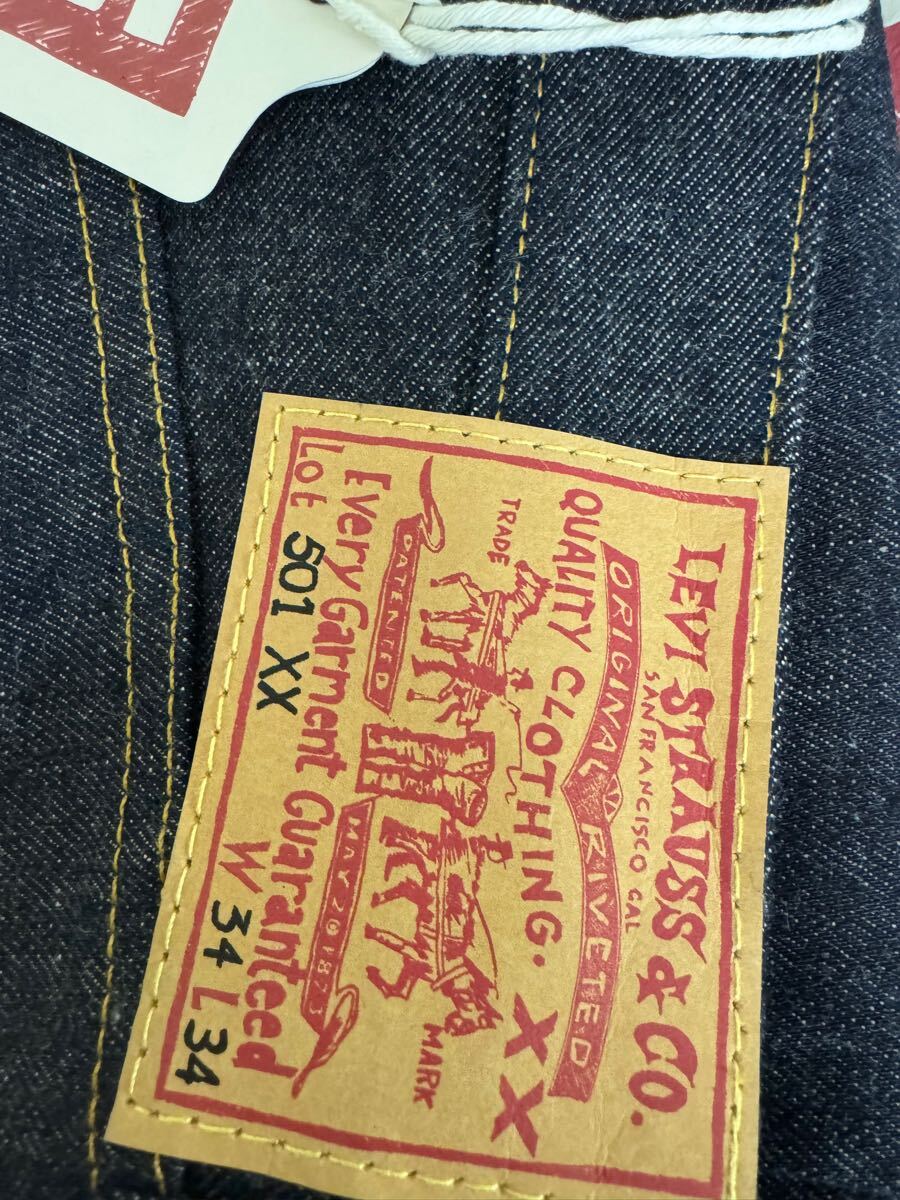 LEVI STRAUSS & CO.
SAN FRANCISCO CAL
ORIGINAL RIVETED
QUALITY CLOTHING. XX
TRADE MARK
PATENTED MAY 20 1873
Every Garment Guaranteed
LOt 501 XX W 34 L 34